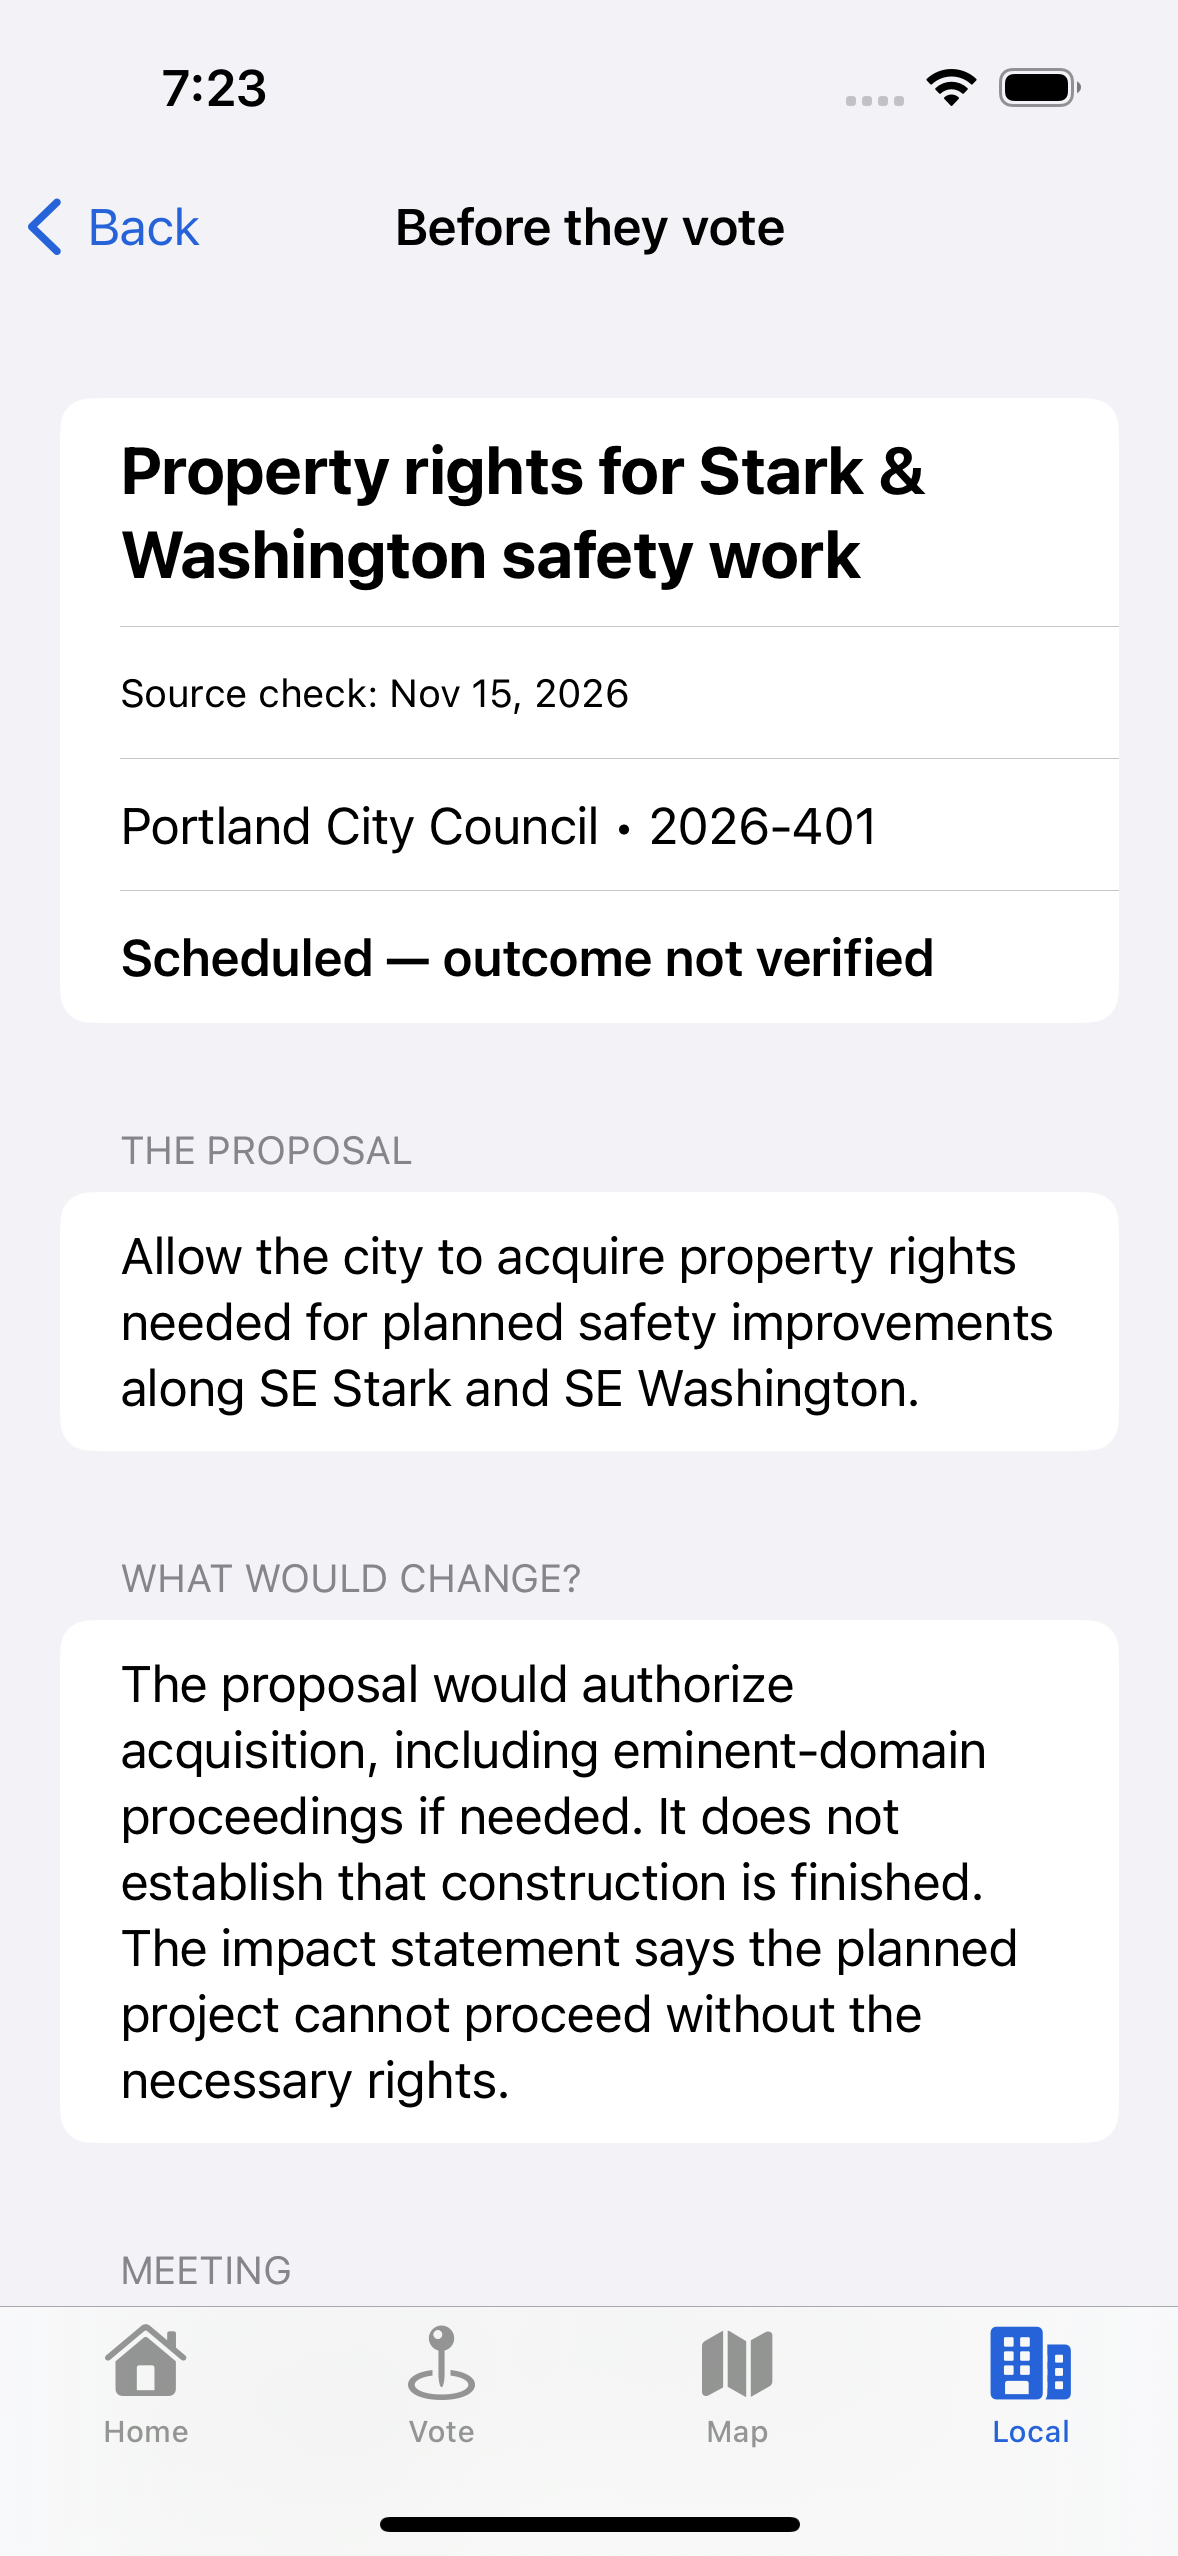 7:23
Back
Before they vote
Property rights for Stark &
Washington safety work
Source check: Nov 15, 2026
Portland City Council • 2026-401
Scheduled — outcome not verified
THE PROPOSAL
Allow the city to acquire property rights
needed for planned safety improvements
along SE Stark and SE Washington.
WHAT WOULD CHANGE?
The proposal would authorize
acquisition, including eminent-domain
proceedings if needed. It does not
establish that construction is finished.
The impact statement says the planned
project cannot proceed without the
necessary rights.
MEETING
Home
Vote
Map
Local